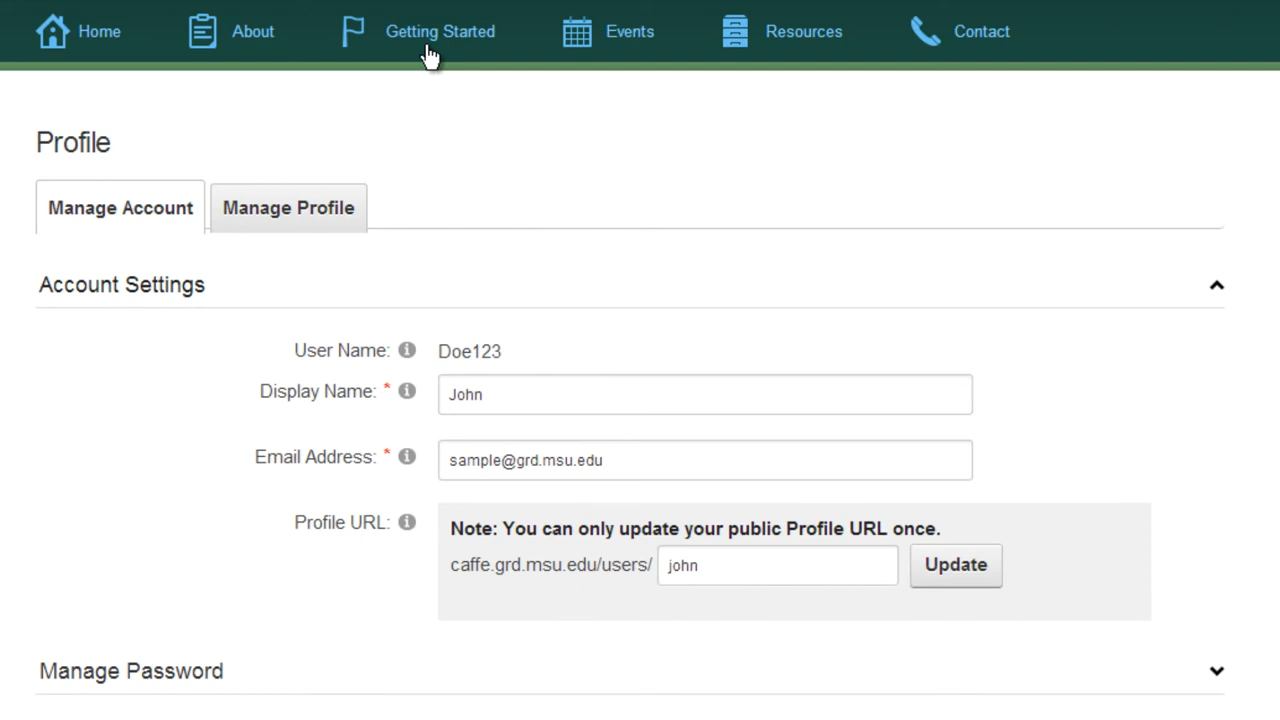 Home About Getting Started Events Resources Contact
Profile
Manage Account Manage Profile
Account Settings
User Name: Doe123
Display Name: * John
Email Address: * sample@grd.msu.edu
Profile URL:
Note: You can only update your public Profile URL once.
caffe.grd.msu.edu/users/ john Update
Manage Password